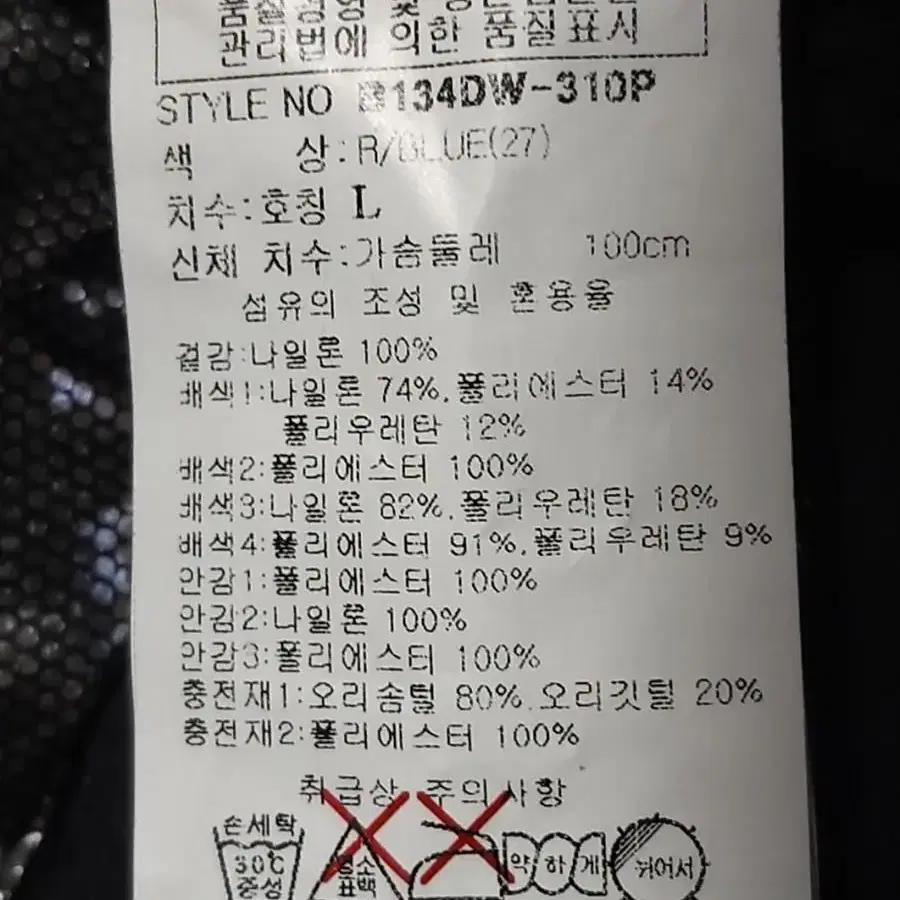 품질경영 및
관리법에 의한 품질표시
STYLE NO B134DW-310P
색 상:R/BLUE(27)
치수:호칭 L
신체 치수:가슴둘레 100cm
섬유의 조성 및 혼용율
겉감:나일론 100%
배색1:나일론 74%,폴리에스터 14%
폴리우레탄 12%
배색2:폴리에스터 100%
배색3:나일론 82%,폴리우레탄 18%
배색4:폴리에스터 91%,폴리우레탄 9%
안감1:폴리에스터 100%
안감2:나일론 100%
안감3:폴리에스터 100%
충전재1:오리솜털 80%,오리깃털 20%
충전재2:폴리에스터 100%
취급상 주의사항
손세탁
30℃
중성
염소
표백
약하게
뉘어서